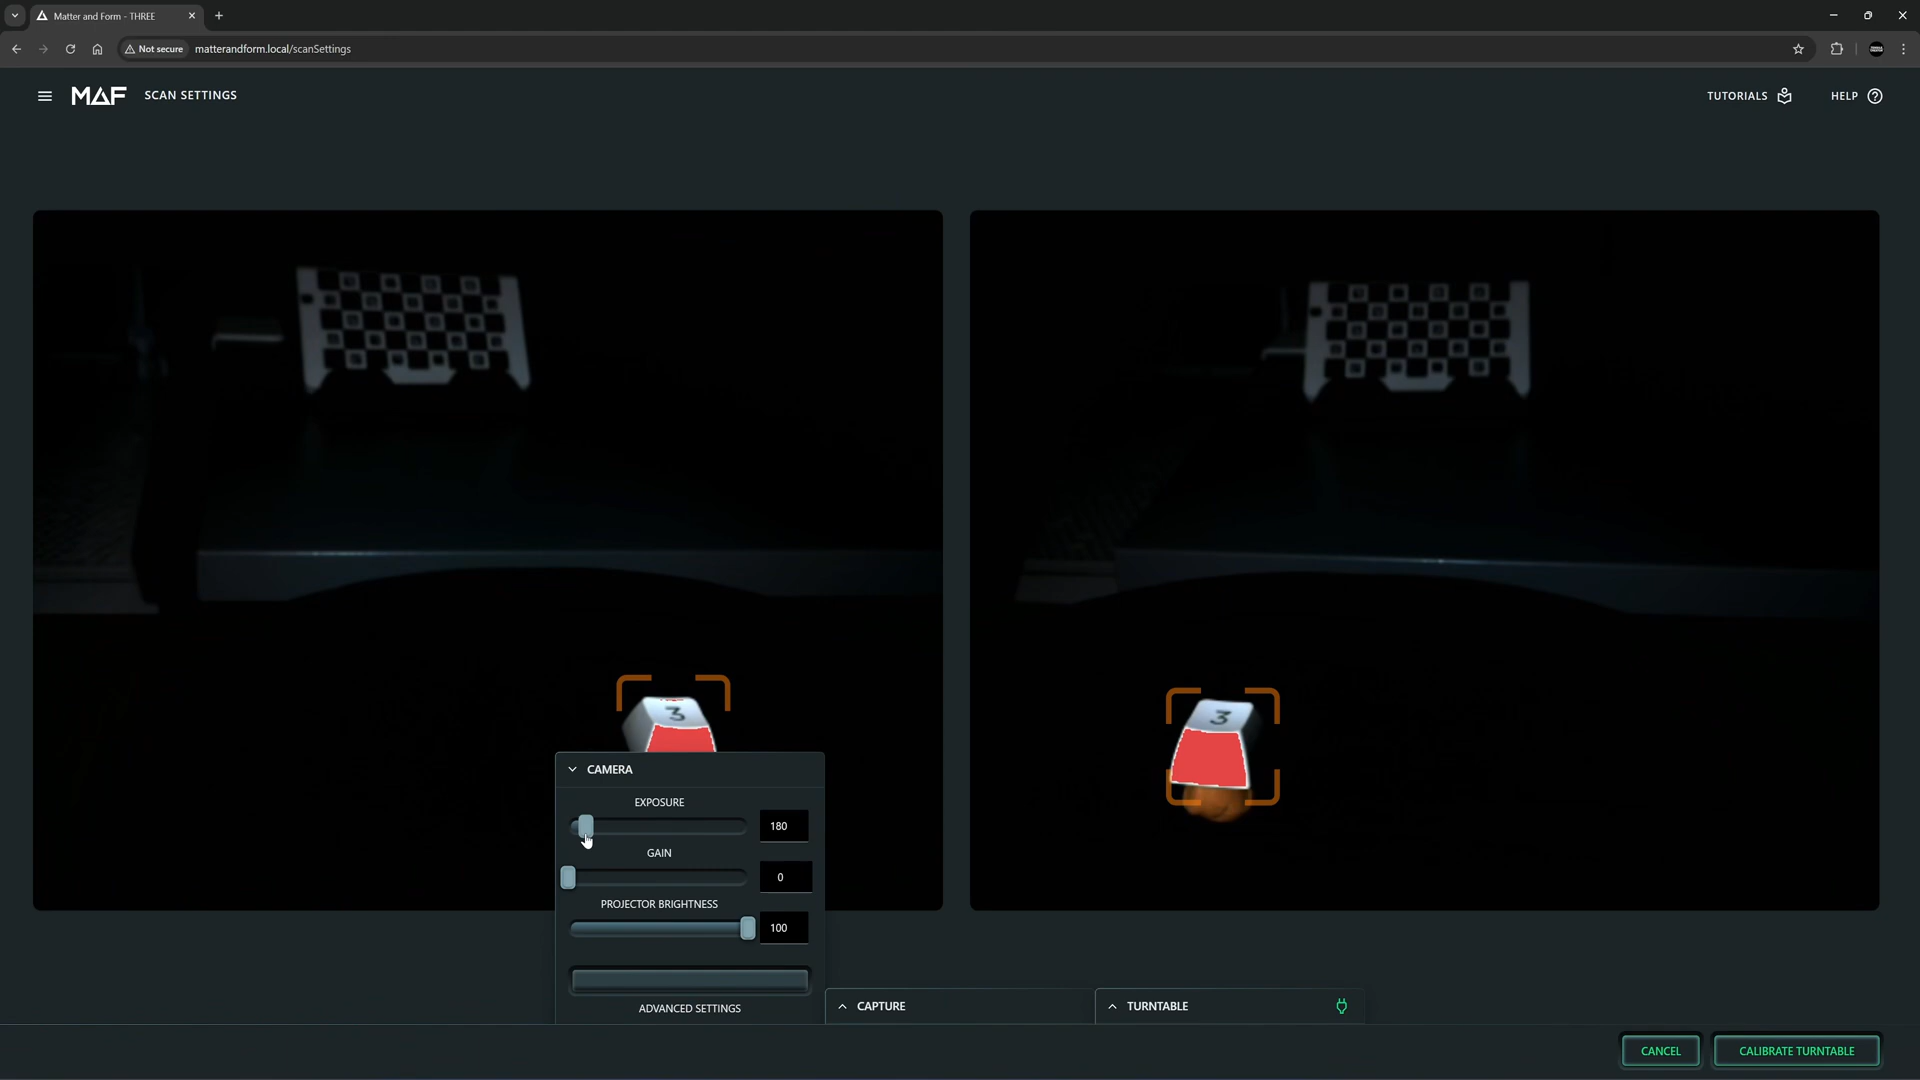 Matter and Form - THREE
Not secure
matterandform.local/scanSettings
MAF
SCAN SETTINGS
TUTORIALS
HELP
3
3
CAMERA
EXPOSURE
180
GAIN
0
PROJECTOR BRIGHTNESS
100
ADVANCED SETTINGS
CAPTURE
TURNTABLE
CANCEL
CALIBRATE TURNTABLE